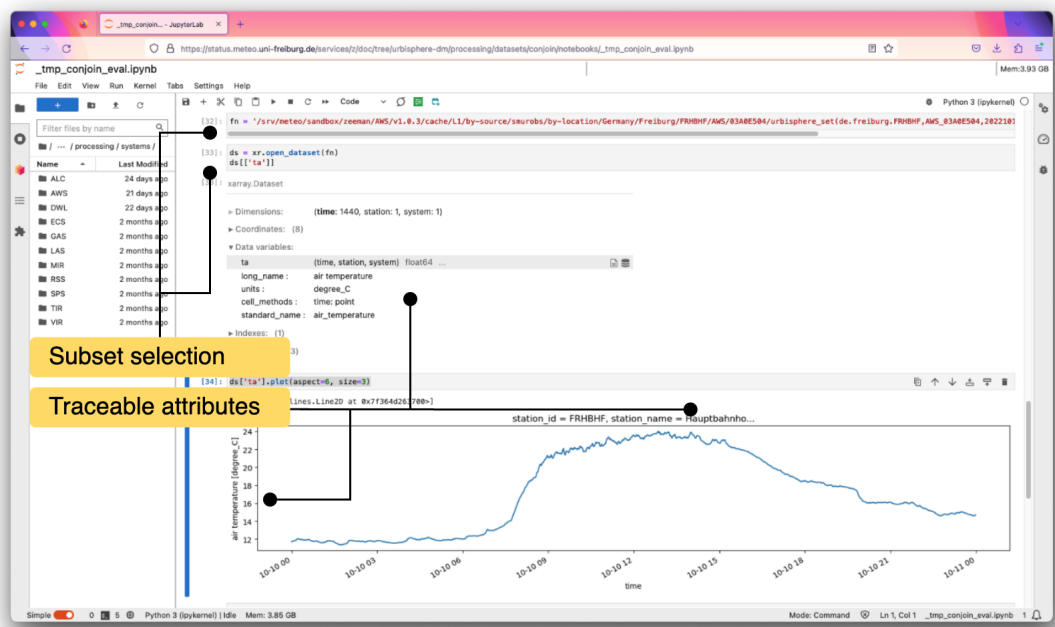 _tmp_conjoin... - JupyterLab × +
https://status.meteo.uni-freiburg.de/services/z/doc/tree/urbisphere-dm/processing/datasets/conjoin/notebooks/_tmp_conjoin_eval.ipynb
_tmp_conjoin_eval.ipynb
Mem:3.93 GB
File Edit View Run Kernel Tabs Settings Help
Code
Python 3 (ipykernel)
Filter files by name
/ ··· / processing / systems /
Name Last Modified
ALC 24 days ago
AWS 21 days ago
DWL 22 days ago
ECS 2 months ago
GAS 2 months ago
LAS 2 months ago
MIR 2 months ago
RSS 2 months ago
SPS 2 months ago
TIR 2 months ago
VIR 2 months ago
[32]: fn = '/srv/meteo/sandbox/zeeman/AWS/v1.0.3/cache/L1/by-source/smurobs/by-location/Germany/Freiburg/FRHBHF/AWS/03A0E504/urbisphere_set(de.freiburg.FRHBHF,AWS_03A0E504,2022101
[33]: ds = xr.open_dataset(fn)
ds[['ta']]
xarray.Dataset
Dimensions: (time: 1440, station: 1, system: 1)
Coordinates: (8)
Data variables:
ta (time, station, system) float64 ...
long_name : air temperature
units : degree_C
cell_methods : time: point
standard_name : air_temperature
Indexes: (1)
3)
Subset selection
[34]: ds['ta'].plot(aspect=6, size=3)
Traceable attributes
lines.Line2D at 0x7f364d263700>]
station_id = FRHBHF, station_name = Hauptbahnho...
air temperature [degree_C]
24
22
20
18
16
14
12
10-10 00 10-10 03 10-10 06 10-10 09 10-10 12 10-10 15 10-10 18 10-10 21 10-11 00
time
Simple 0 5 Python 3 (ipykernel) | Idle Mem: 3.85 GB
Mode: Command Ln 1, Col 1 _tmp_conjoin_eval.ipynb 1